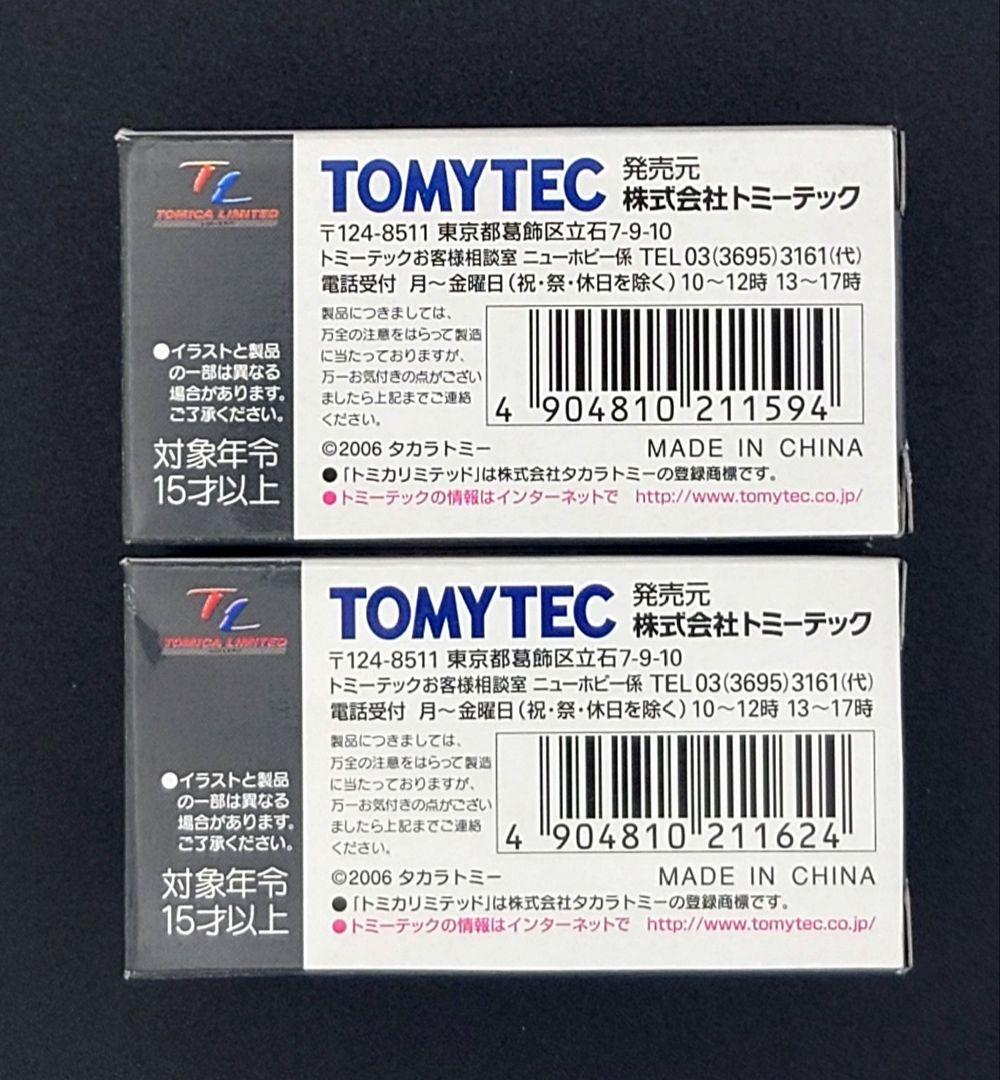 TL
TOMICA LIMITED
●イラストと製品
の一部は異なる
場合があります。
ご了承ください。
対象年令
15才以上
TOMYTEC 発売元
株式会社トミーテック
〒124-8511 東京都葛飾区立石7-9-10
トミーテックお客様相談室 ニューホビー係 TEL 03(3695)3161(代)
電話受付 月～金曜日(祝・祭・休日を除く) 10～12時 13～17時
製品につきましては、
万全の注意をはらって製造
に当たっておりますが、
万一お気付きの点がござい
ましたら上記までご連絡
ください。
4 904810 211594
©2006 タカラトミー
MADE IN CHINA
●「トミカリミテッド」は株式会社タカラトミーの登録商標です。
●トミーテックの情報はインターネットで http://www.tomytec.co.jp/
TL
TOMICA LIMITED
●イラストと製品
の一部は異なる
場合があります。
ご了承ください。
対象年令
15才以上
TOMYTEC 発売元
株式会社トミーテック
〒124-8511 東京都葛飾区立石7-9-10
トミーテックお客様相談室 ニューホビー係 TEL 03(3695)3161(代)
電話受付 月～金曜日(祝・祭・休日を除く) 10～12時 13～17時
製品につきましては、
万全の注意をはらって製造
に当たっておりますが、
万一お気付きの点がござい
ましたら上記までご連絡
ください。
4 904810 211624
©2006 タカラトミー
MADE IN CHINA
●「トミカリミテッド」は株式会社タカラトミーの登録商標です。
●トミーテックの情報はインターネットで http://www.tomytec.co.jp/